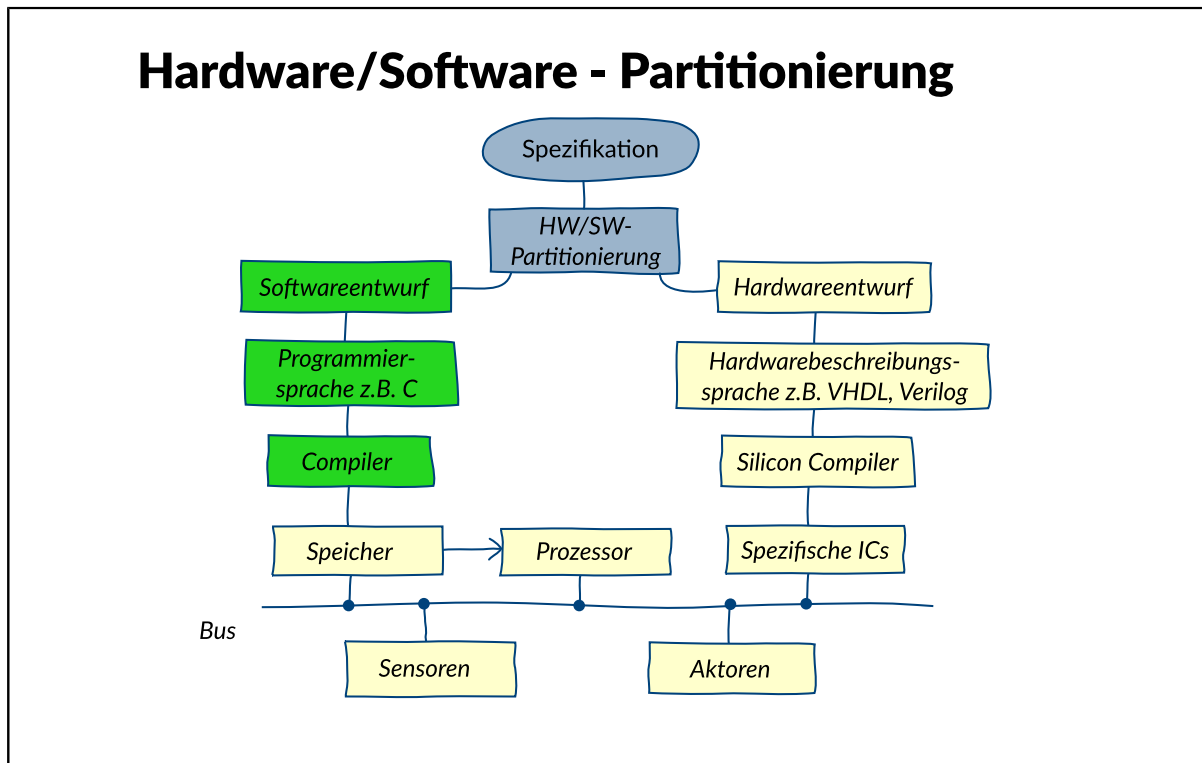 Hardware/Software - Partitionierung
Spezifikation
HW/SW-
Partitionierung
Softwareentwurf
Hardwareentwurf
Programmier-
sprache z.B. C
Hardwarebeschreibungs-
sprache z.B. VHDL, Verilog
Compiler
Silicon Compiler
Speicher
Prozessor
Spezifische ICs
Bus
Sensoren
Aktoren